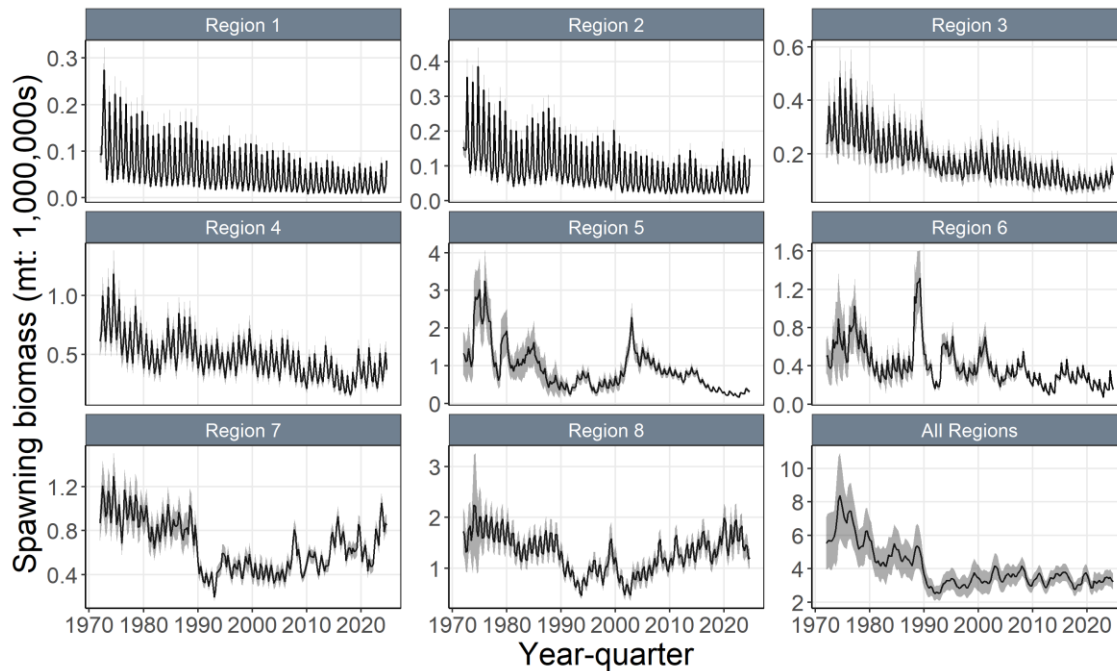 Region 1
Region 2
Region 3
0.3
0.2
0.1
0.0
0.4
0.3
0.2
0.1
0.0
0.6
0.4
0.2
Region 4
Region 5
Region 6
1.0
0.5
4
3
2
1
0
1.6
1.2
0.8
0.4
0.0
Region 7
Region 8
All Regions
1.2
0.8
0.4
3
2
1
10
8
6
4
2
1970 1980 1990 2000 2010 2020
1970 1980 1990 2000 2010 2020
1970 1980 1990 2000 2010 2020
Spawning biomass (mt: 1,000,000s)
Year-quarter